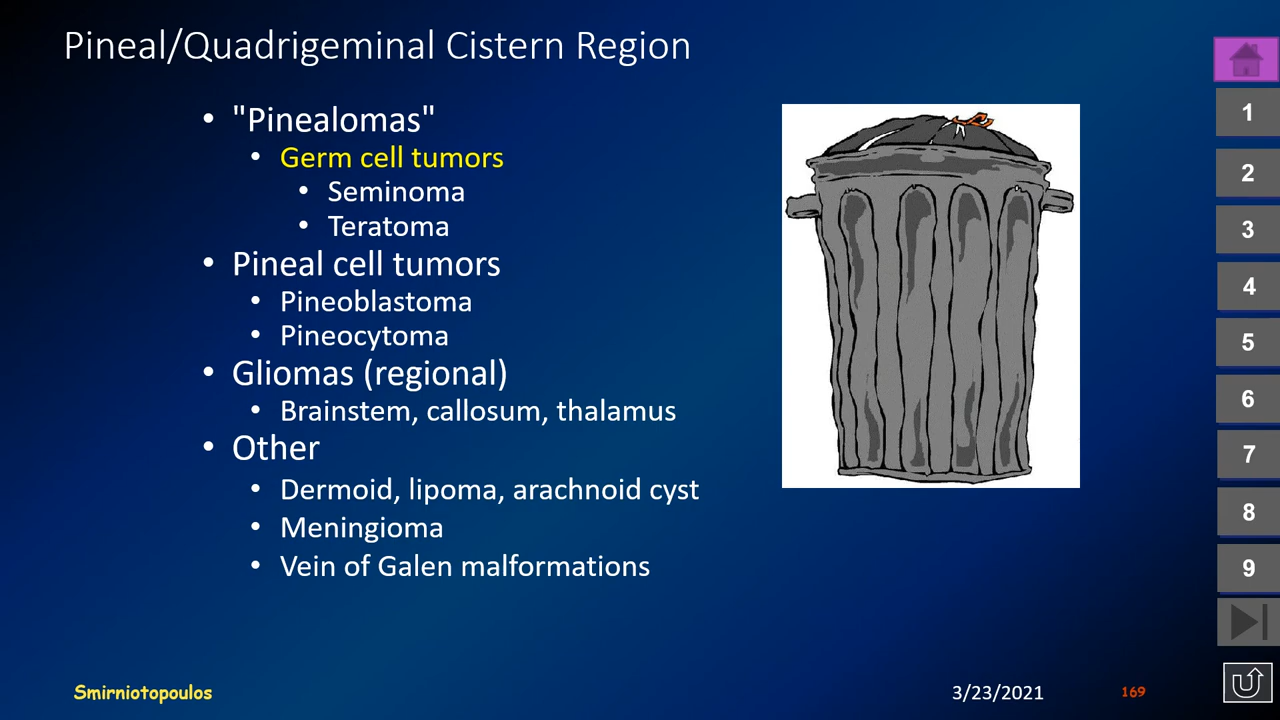 Pineal/Quadrigeminal Cistern Region
• "Pinealomas"
• Germ cell tumors
• Seminoma
• Teratoma
• Pineal cell tumors
• Pineoblastoma
• Pineocytoma
• Gliomas (regional)
• Brainstem, callosum, thalamus
• Other
• Dermoid, lipoma, arachnoid cyst
• Meningioma
• Vein of Galen malformations
1
2
3
4
5
6
7
8
9
Smirniotopoulos
3/23/2021
169